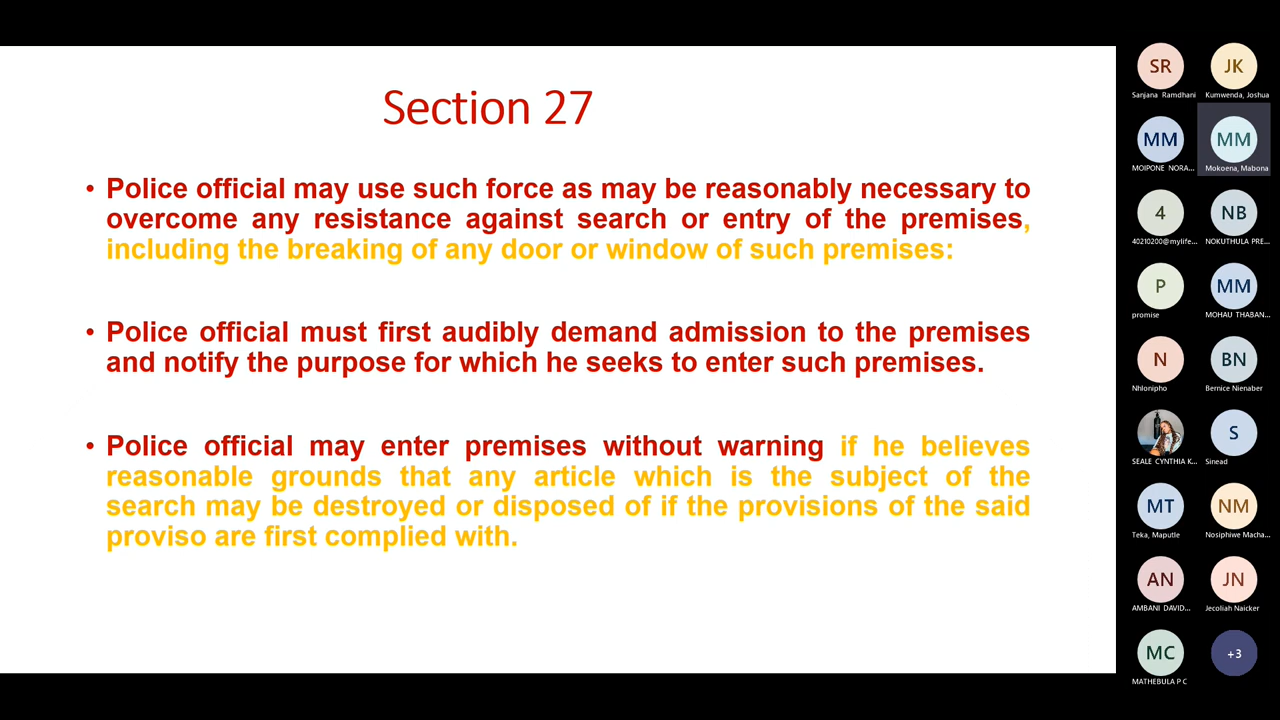 Section 27
• Police official may use such force as may be reasonably necessary to
overcome any resistance against search or entry of the premises,
including the breaking of any door or window of such premises:
• Police official must first audibly demand admission to the premises
and notify the purpose for which he seeks to enter such premises.
• Police official may enter premises without warning if he believes
reasonable grounds that any article which is the subject of the
search may be destroyed or disposed of if the provisions of the said
proviso are first complied with.
SR
Sanjana Ramdhani
JK
Kumwenda, Joshua
MM
MOIPONE NORA...
MM
Mokoena, Mabona
4
40210200@mylife...
NB
NOKUTHULA PRE...
P
promise
MM
MOHAU THABAN...
N
Nhlonipho
BN
Bernice Nienaber
SEALE CYNTHIA K...
S
Sinead
MT
Teka, Maputle
NM
Nosiphiwe Macha...
AN
AMBANI DAVID...
JN
Jecoliah Naicker
MC
MATHEBULA P C
+3